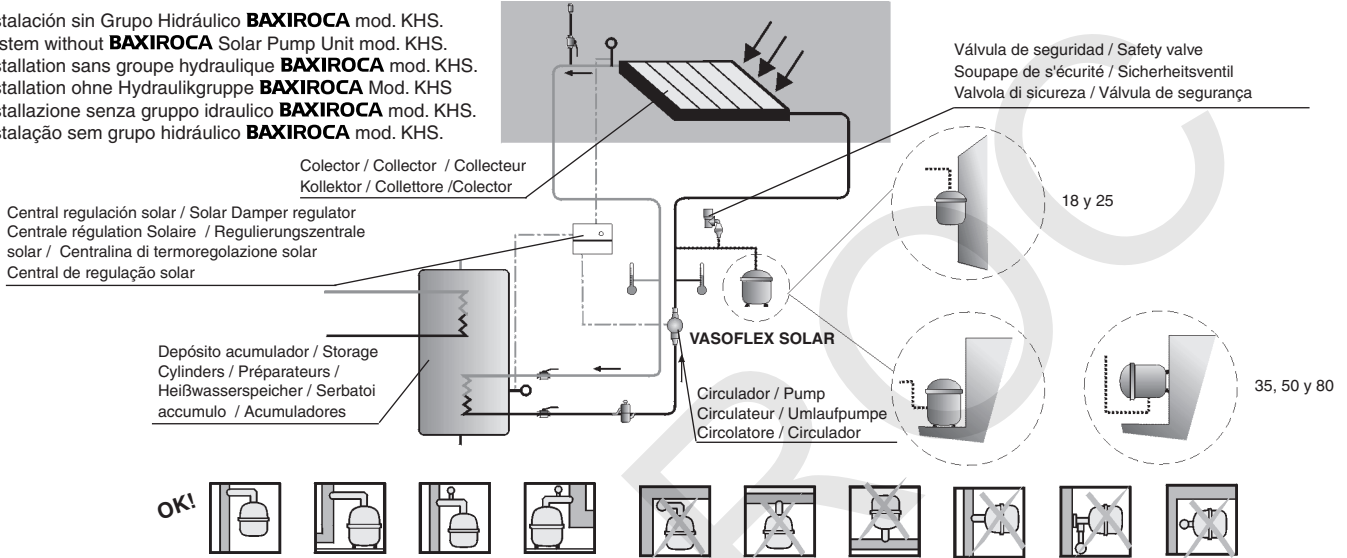 stalación sin Grupo Hidráulico BAXIROCA mod. KHS.
stem without BAXIROCA Solar Pump Unit mod. KHS.
stallation sans groupe hydraulique BAXIROCA mod. KHS.
stallation ohne Hydraulikgruppe BAXIROCA Mod. KHS
stallazione senza gruppo idraulico BAXIROCA mod. KHS.
stalação sem grupo hidráulico BAXIROCA mod. KHS.
Válvula de seguridad / Safety valve
Soupape de s'écurité / Sicherheitsventil
Valvola di sicureza / Válvula de segurança
Colector / Collector / Collecteur
Kollektor / Collettore /Colector
Central regulación solar / Solar Damper regulator
Centrale régulation Solaire / Regulierungszentrale
solar / Centralina di termoregolazione solar
Central de regulação solar
18 y 25
VASOFLEX SOLAR
Depósito acumulador / Storage
Cylinders / Préparateurs /
Heißwasserspeicher / Serbatoi
accumulo / Acumuladores
Circulador / Pump
Circulateur / Umlaufpumpe
Circolatore / Circulador
35, 50 y 80
OK!